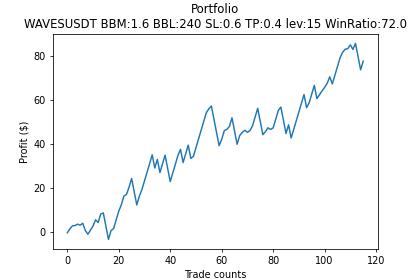 Portfolio
WAVESUSDT BBM:1.6 BBL:240 SL:0.6 TP:0.4 lev:15 WinRatio:72.0
80
60
40
20
0
Profit ($)
0 20 40 60 80 100 120
Trade counts